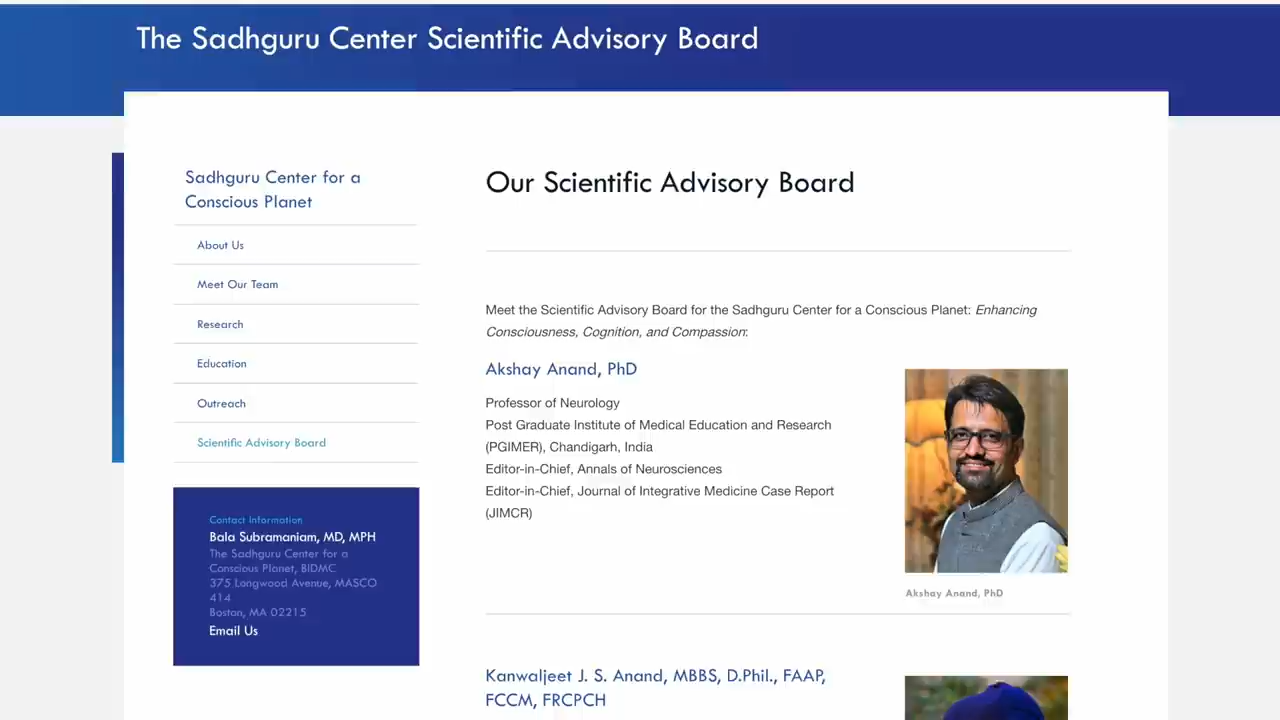 The Sadhguru Center Scientific Advisory Board
Sadhguru Center for a
Conscious Planet
About Us
Meet Our Team
Research
Education
Outreach
Scientific Advisory Board
Contact Information
Bala Subramaniam, MD, MPH
The Sadhguru Center for a
Conscious Planet, BIDMC
375 Longwood Avenue, MASCO
414
Boston, MA 02215
Email Us
Our Scientific Advisory Board
Meet the Scientific Advisory Board for the Sadhguru Center for a Conscious Planet: Enhancing
Consciousness, Cognition, and Compassion:
Akshay Anand, PhD
Professor of Neurology
Post Graduate Institute of Medical Education and Research
(PGIMER), Chandigarh, India
Editor-in-Chief, Annals of Neurosciences
Editor-in-Chief, Journal of Integrative Medicine Case Report
(JIMCR)
Akshay Anand, PhD
Kanwaljeet J. S. Anand, MBBS, D.Phil., FAAP,
FCCM, FRCPCH